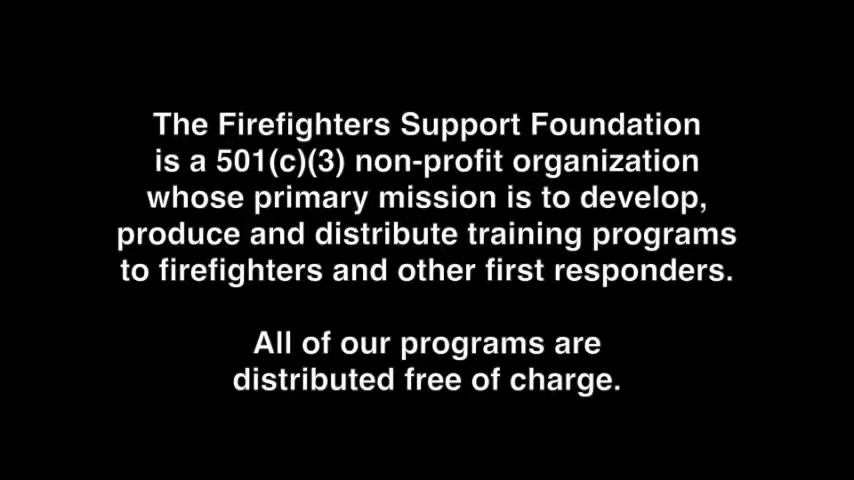 The Firefighters Support Foundation
is a 501(c)(3) non-profit organization
whose primary mission is to develop,
produce and distribute training programs
to firefighters and other first responders.
All of our programs are
distributed free of charge.